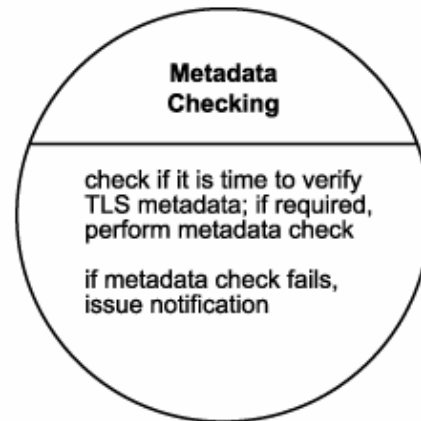 Metadata
Checking
check if it is time to verify
TLS metadata; if required,
perform metadata check
if metadata check fails,
issue notification